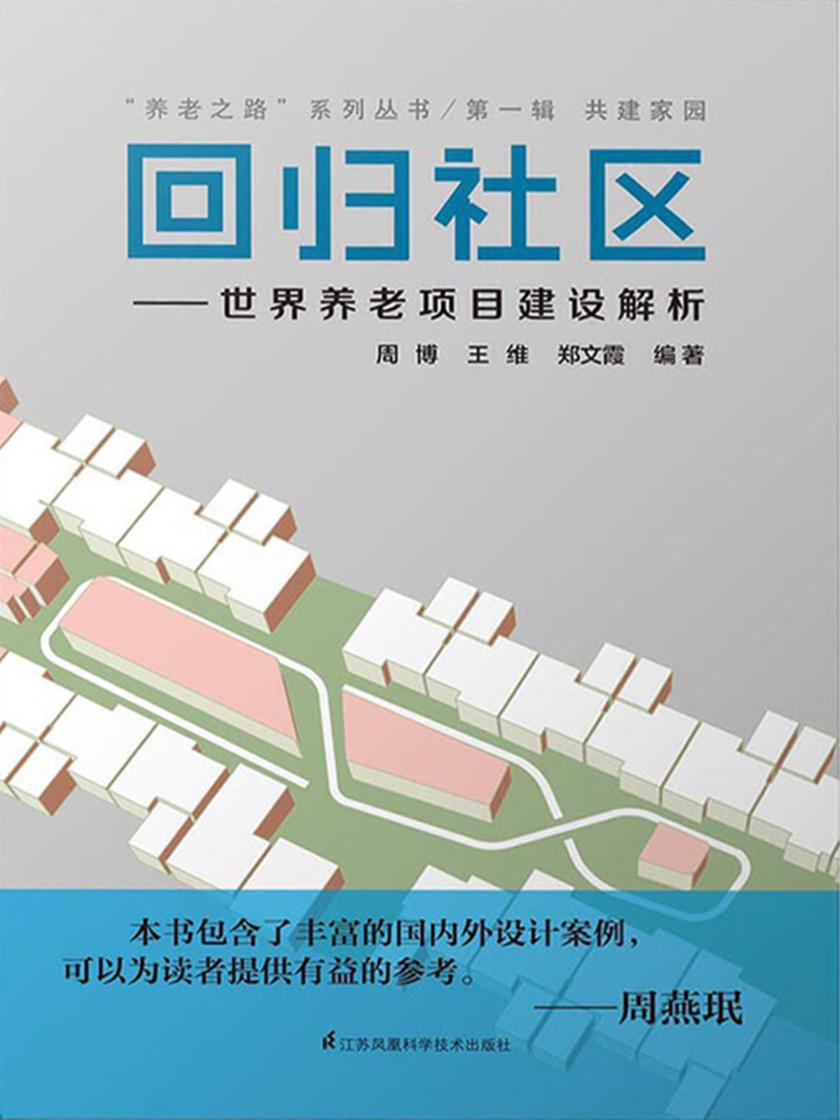 “养老之路”系列丛书/第一辑 共建家园
回归社区
——世界养老项目建设解析
周博 王维 郑文霞 编著
本书包含了丰富的国内外设计案例，
可以为读者提供有益的参考。
——周燕珉
江苏凤凰科学技术出版社